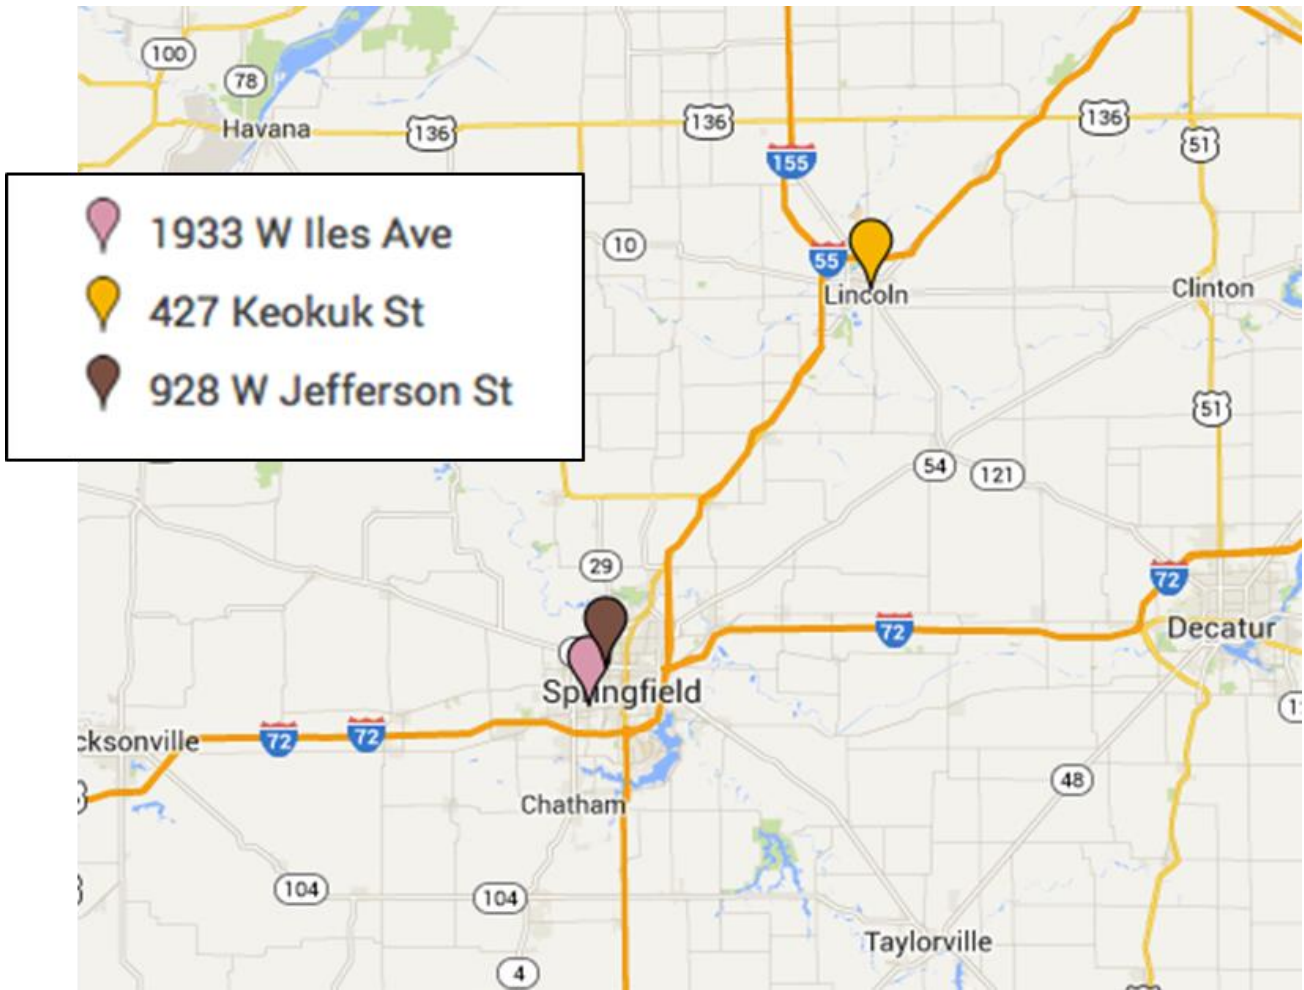 100
78
Havana
136
136
136
51
155
1933 W Iles Ave
10
55
427 Keokuk St
Lincoln
Clinton
928 W Jefferson St
51
54
121
29
72
72
Decatur
Springfield
cksonville
72
72
48
Chatham
104
104
Taylorville
4